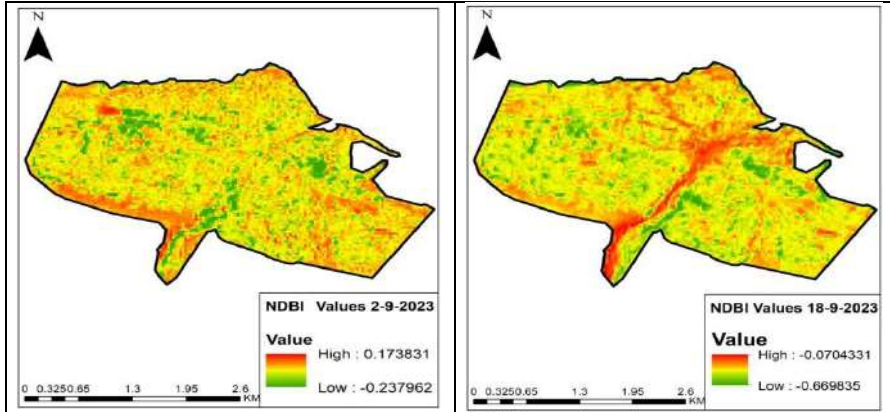 N
NDBI Values 2-9-2023
Value
High : 0.173831
Low : -0.237962
0 0.3250.65 1.3 1.95 2.6
KM
N
NDBI Values 18-9-2023
Value
High : -0.0704331
Low : -0.669835
0 0.3250.65 1.3 1.95 2.6
KM